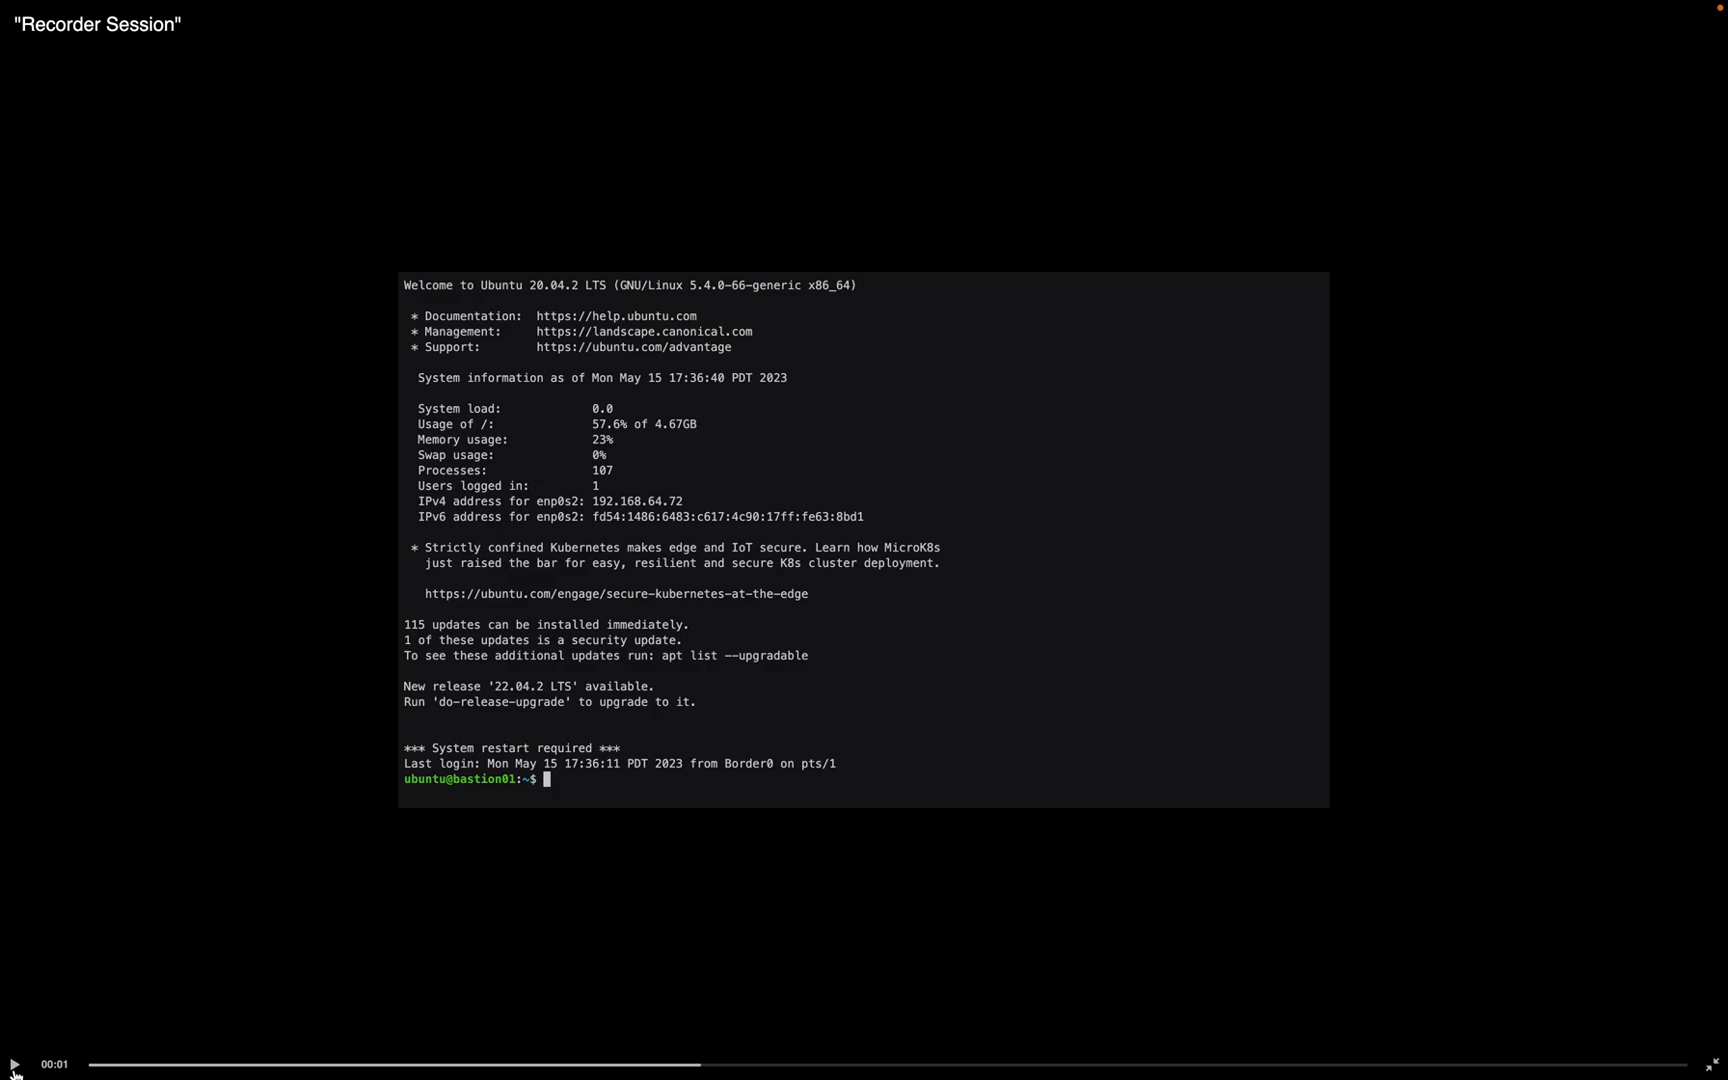 "Recorder Session"
Welcome to Ubuntu 20.04.2 LTS (GNU/Linux 5.4.0-66-generic x86_64)
* Documentation:  https://help.ubuntu.com
* Management:     https://landscape.canonical.com
* Support:        https://ubuntu.com/advantage
System information as of Mon May 15 17:36:40 PDT 2023
System load:             0.0
Usage of /:              57.6% of 4.67GB
Memory usage:            23%
Swap usage:              0%
Processes:               107
Users logged in:         1
IPv4 address for enp0s2: 192.168.64.72
IPv6 address for enp0s2: fd54:1486:6483:c617:4c90:17ff:fe63:8bd1
* Strictly confined Kubernetes makes edge and IoT secure. Learn how MicroK8s
just raised the bar for easy, resilient and secure K8s cluster deployment.
https://ubuntu.com/engage/secure-kubernetes-at-the-edge
115 updates can be installed immediately.
1 of these updates is a security update.
To see these additional updates run: apt list --upgradable
New release '22.04.2 LTS' available.
Run 'do-release-upgrade' to upgrade to it.
*** System restart required ***
Last login: Mon May 15 17:36:11 PDT 2023 from Border0 on pts/1
ubuntu@bastion01:~$
00:01